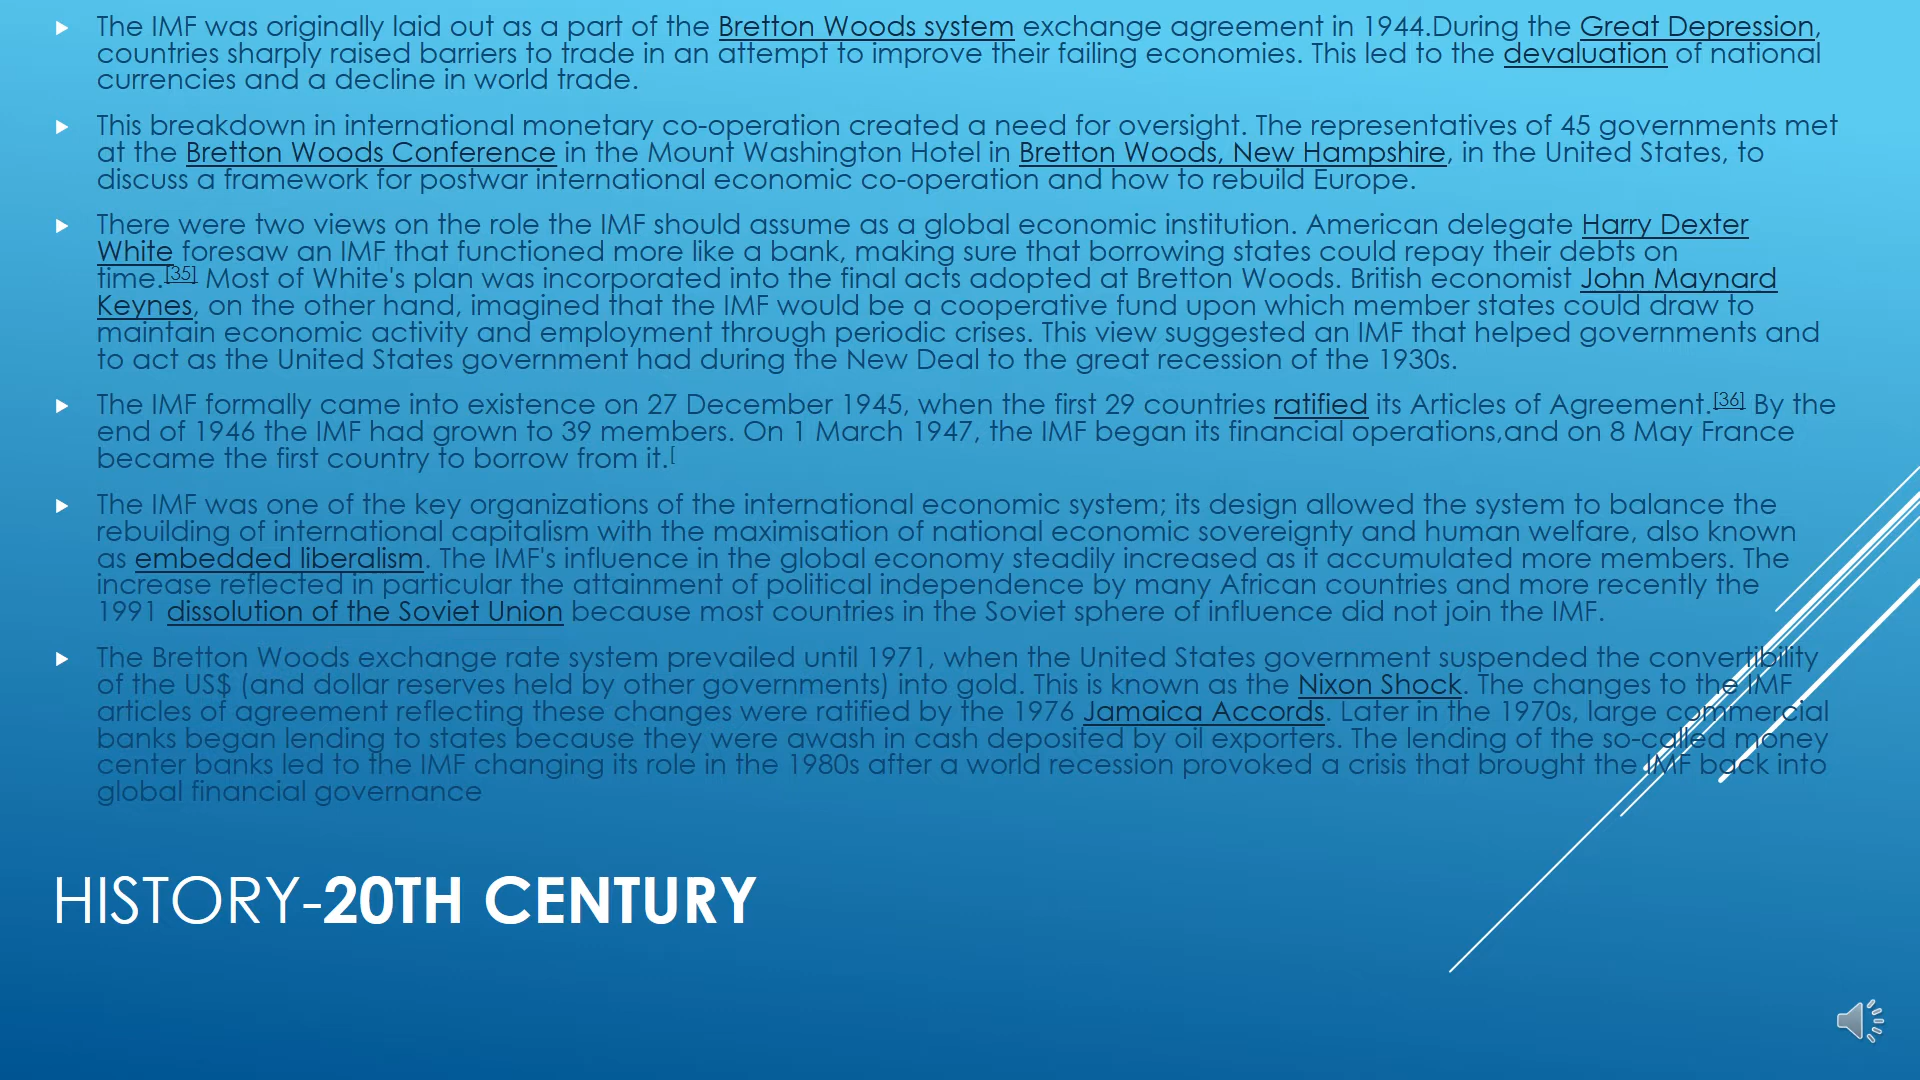 The IMF was originally laid out as a part of the Bretton Woods system exchange agreement in 1944.During the Great Depression,
countries sharply raised barriers to trade in an attempt to improve their failing economies. This led to the devaluation of national
currencies and a decline in world trade.
This breakdown in international monetary co-operation created a need for oversight. The representatives of 45 governments met
at the Bretton Woods Conference in the Mount Washington Hotel in Bretton Woods, New Hampshire, in the United States, to
discuss a framework for postwar international economic co-operation and how to rebuild Europe.
There were two views on the role the IMF should assume as a global economic institution. American delegate Harry Dexter
White foresaw an IMF that functioned more like a bank, making sure that borrowing states could repay their debts on
time.[35] Most of White's plan was incorporated into the final acts adopted at Bretton Woods. British economist John Maynard
Keynes, on the other hand, imagined that the IMF would be a cooperative fund upon which member states could draw to
maintain economic activity and employment through periodic crises. This view suggested an IMF that helped governments and
to act as the United States government had during the New Deal to the great recession of the 1930s.
The IMF formally came into existence on 27 December 1945, when the first 29 countries ratified its Articles of Agreement.[36] By the
end of 1946 the IMF had grown to 39 members. On 1 March 1947, the IMF began its financial operations,and on 8 May France
became the first country to borrow from it.[
The IMF was one of the key organizations of the international economic system; its design allowed the system to balance the
rebuilding of international capitalism with the maximisation of national economic sovereignty and human welfare, also known
as embedded liberalism. The IMF's influence in the global economy steadily increased as it accumulated more members. The
increase reflected in particular the attainment of political independence by many African countries and more recently the
1991 dissolution of the Soviet Union because most countries in the Soviet sphere of influence did not join the IMF.
The Bretton Woods exchange rate system prevailed until 1971, when the United States government suspended the convertibility
of the US$ (and dollar reserves held by other governments) into gold. This is known as the Nixon Shock. The changes to the IMF
articles of agreement reflecting these changes were ratified by the 1976 Jamaica Accords. Later in the 1970s, large commercial
banks began lending to states because they were awash in cash deposited by oil exporters. The lending of the so-called money
center banks led to the IMF changing its role in the 1980s after a world recession provoked a crisis that brought the IMF back into
global financial governance
HISTORY-20TH CENTURY